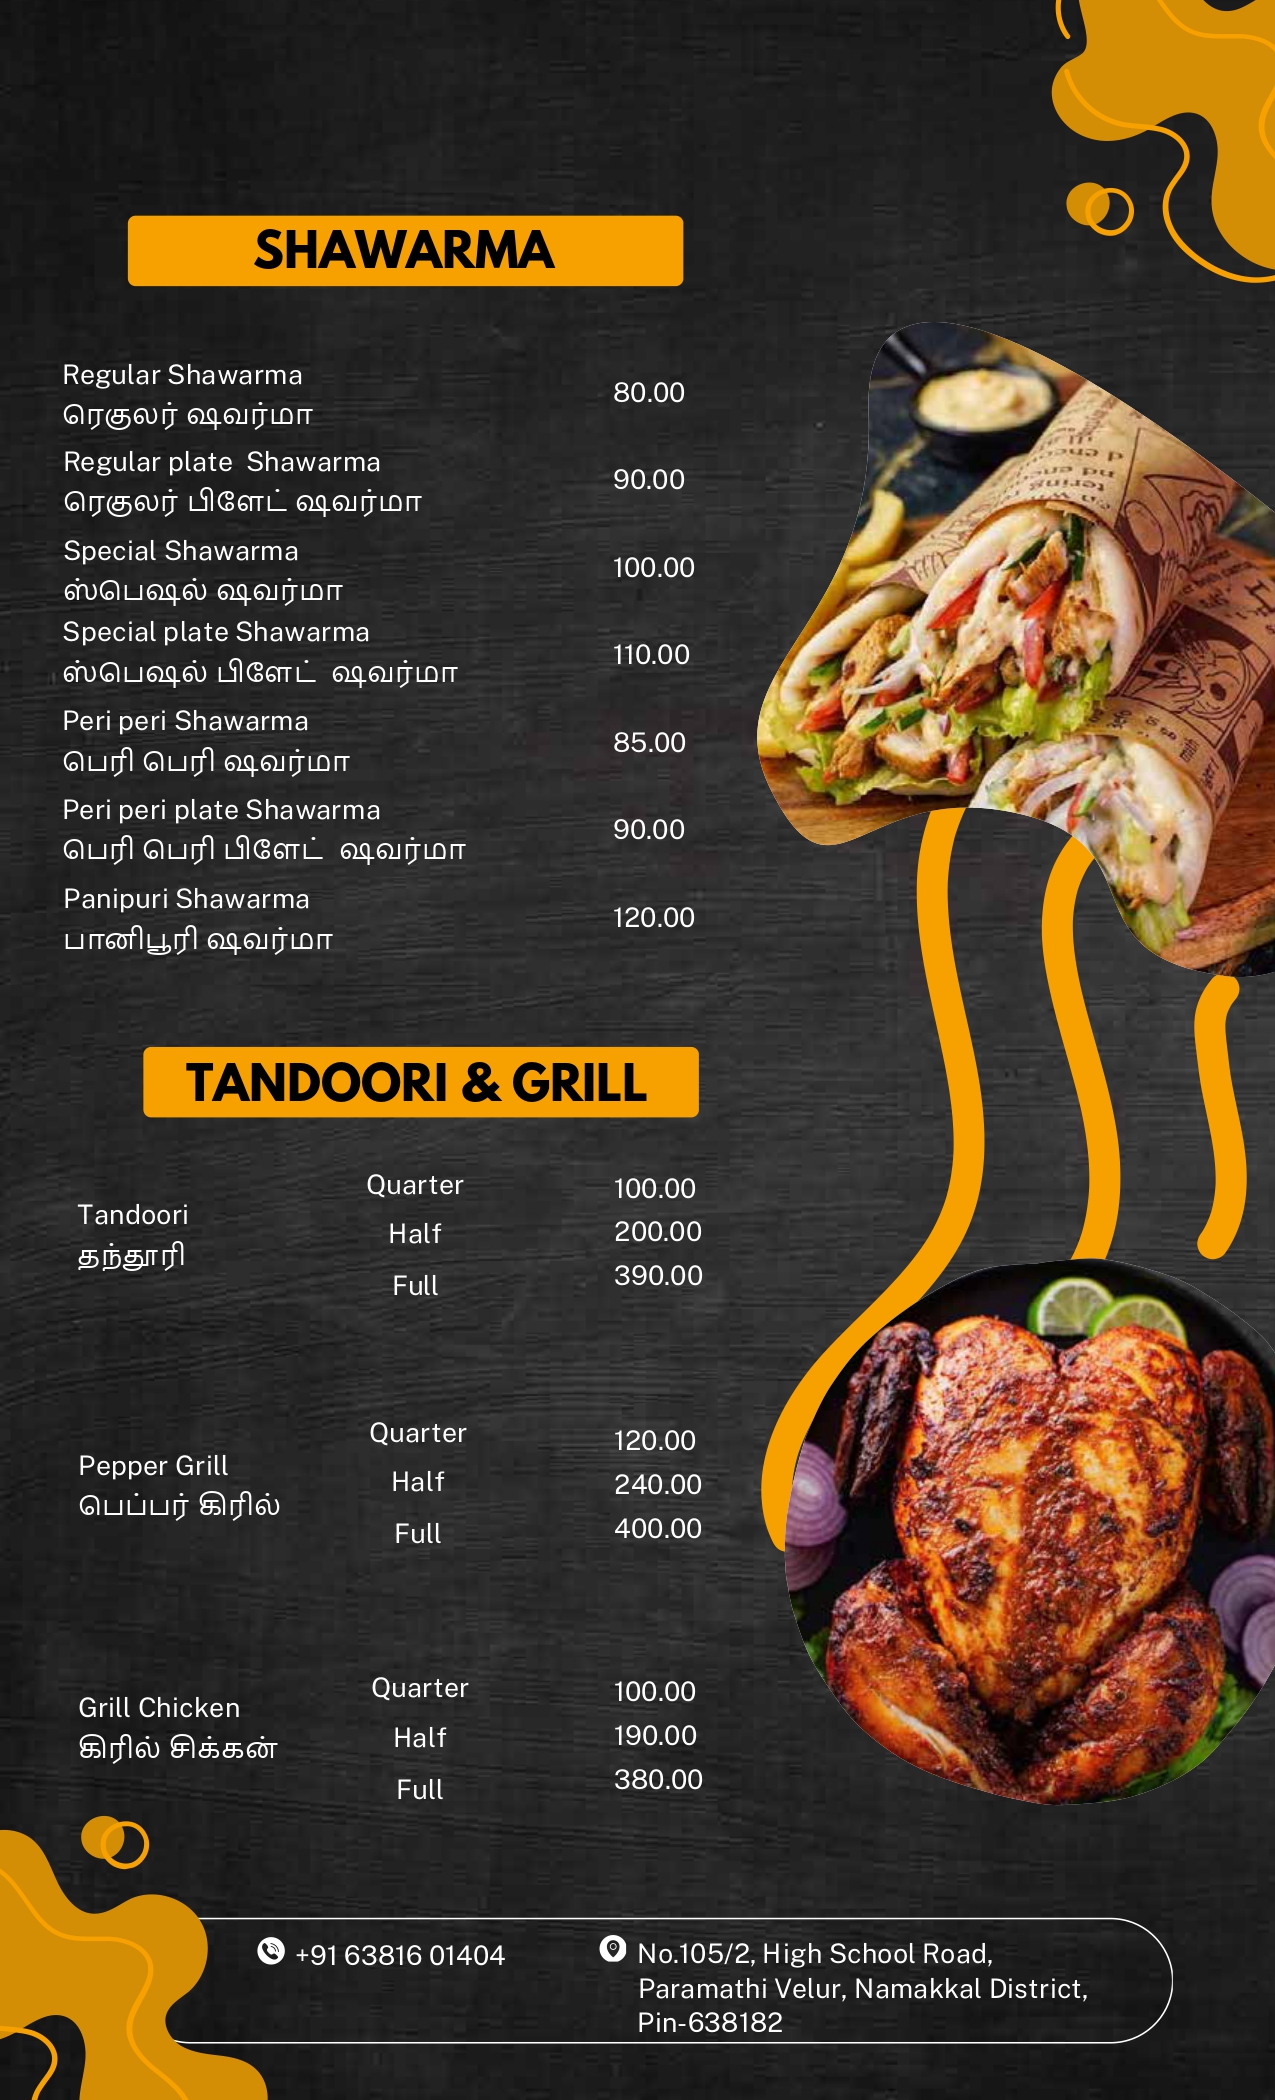 SHAWARMA
Regular Shawarma
ரெகுலர் ஷவர்மா
80.00
Regular plate  Shawarma
ரெகுலர் பிளேட் ஷவர்மா
90.00
Special Shawarma
ஸ்பெஷல் ஷவர்மா
100.00
Special plate Shawarma
ஸ்பெஷல் பிளேட்  ஷவர்மா
110.00
Peri peri Shawarma
பெரி பெரி ஷவர்மா
85.00
Peri peri plate Shawarma
பெரி பெரி பிளேட்  ஷவர்மா
90.00
Panipuri Shawarma
பானிபூரி ஷவர்மா
120.00
TANDOORI & GRILL
Tandoori
தந்தூரி
Quarter 100.00
Half 200.00
Full 390.00
Pepper Grill
பெப்பர் கிரில்
Quarter 120.00
Half 240.00
Full 400.00
Grill Chicken
கிரில் சிக்கன்
Quarter 100.00
Half 190.00
Full 380.00
+91 63816 01404
No.105/2, High School Road,
Paramathi Velur, Namakkal District,
Pin-638182